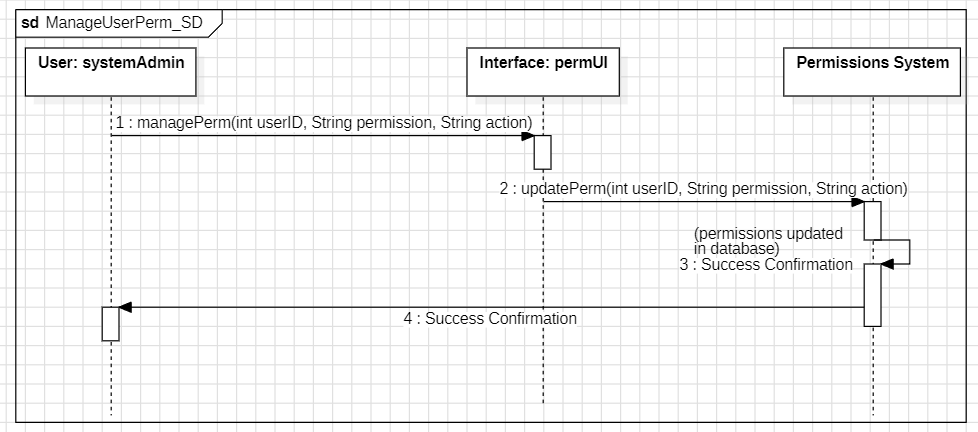 sd ManageUserPerm_SD
User: systemAdmin
Interface: permUI
Permissions System
1 : managePerm(int userID, String permission, String action)
2 : updatePerm(int userID, String permission, String action)
(permissions updated
in database)
3 : Success Confirmation
4 : Success Confirmation